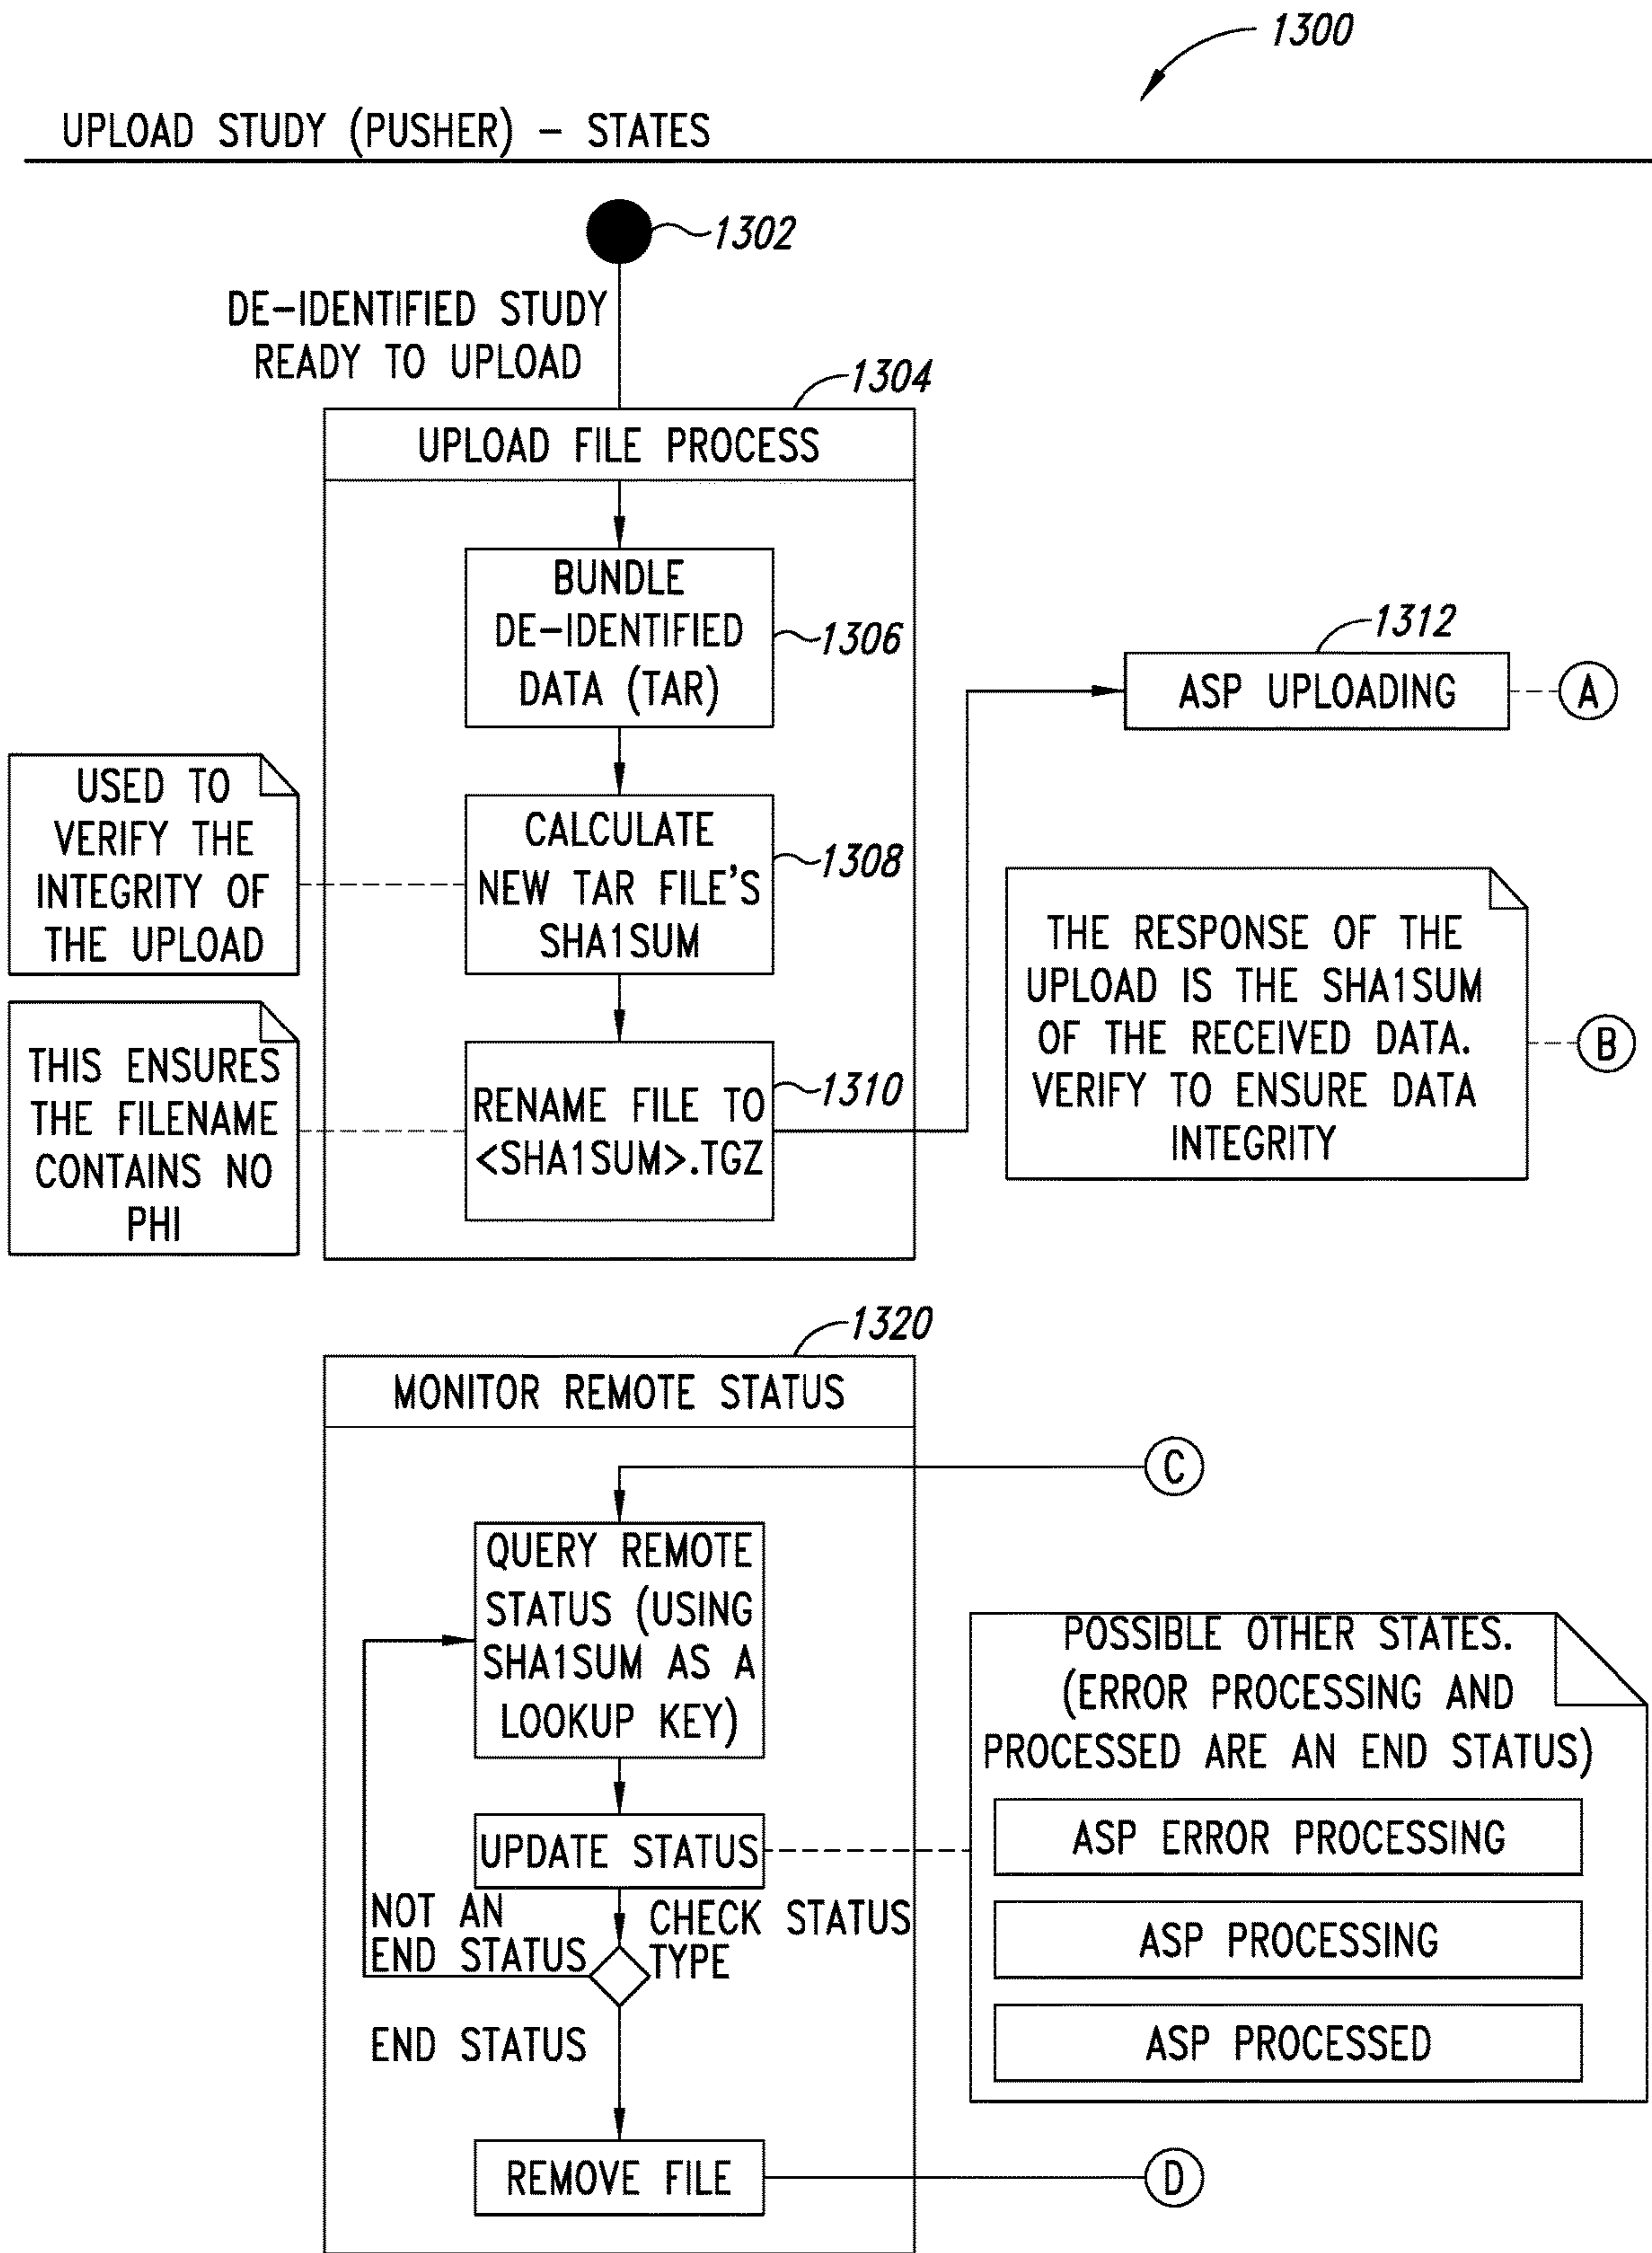 1300
UPLOAD STUDY (PUSHER) – STATES
1302
DE–IDENTIFIED STUDY
READY TO UPLOAD
1304
UPLOAD FILE PROCESS
BUNDLE
DE–IDENTIFIED
DATA (TAR)
1306
1312
ASP UPLOADING
A
USED TO
VERIFY THE
INTEGRITY OF
THE UPLOAD
CALCULATE
NEW TAR FILE'S
SHA1SUM
1308
THE RESPONSE OF THE
UPLOAD IS THE SHA1SUM
OF THE RECEIVED DATA.
VERIFY TO ENSURE DATA
INTEGRITY
B
THIS ENSURES
THE FILENAME
CONTAINS NO
PHI
RENAME FILE TO
<SHA1SUM>.TGZ
1310
1320
MONITOR REMOTE STATUS
C
QUERY REMOTE
STATUS (USING
SHA1SUM AS A
LOOKUP KEY)
UPDATE STATUS
POSSIBLE OTHER STATES.
(ERROR PROCESSING AND
PROCESSED ARE AN END STATUS)
ASP ERROR PROCESSING
ASP PROCESSING
ASP PROCESSED
NOT AN
END STATUS
CHECK STATUS
TYPE
END STATUS
REMOVE FILE
D